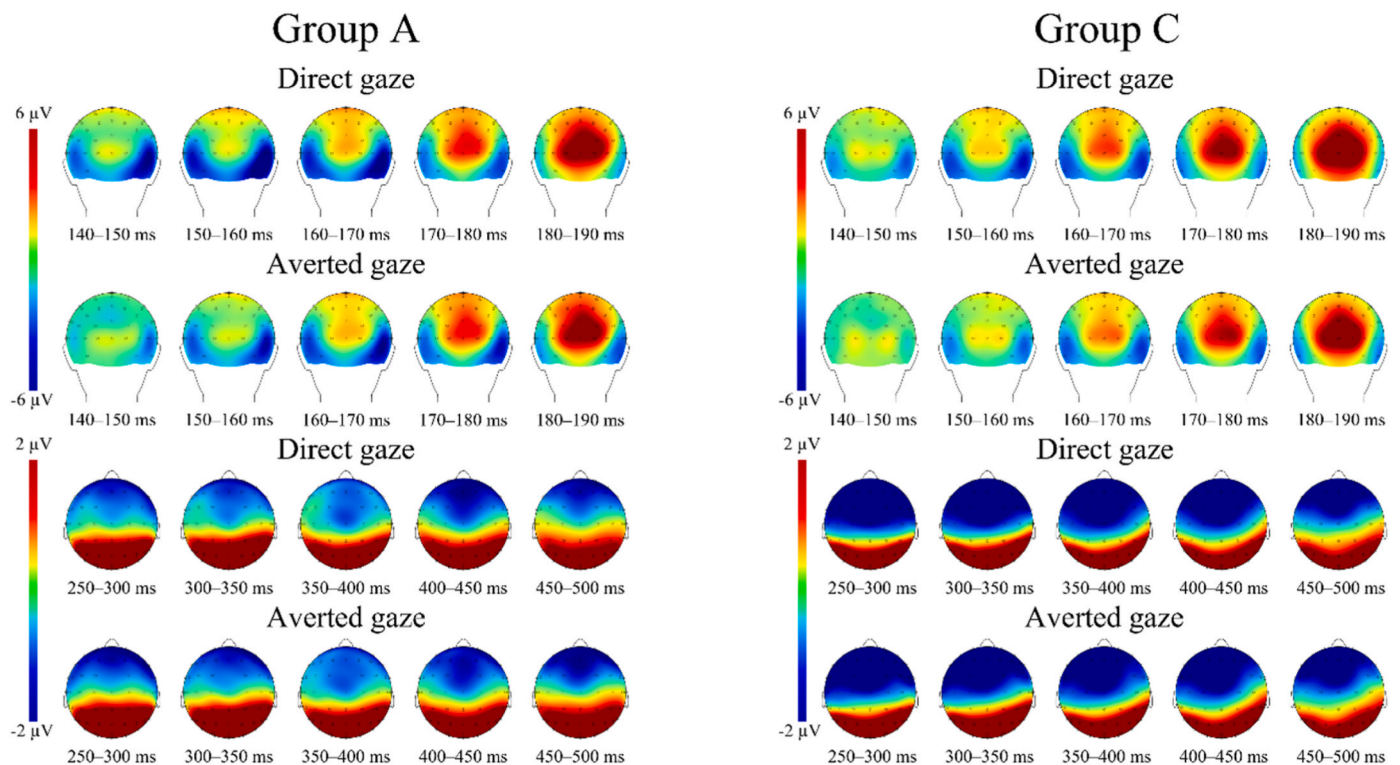 Group A
Direct gaze
6 µV
-6 µV
140–150 ms 150–160 ms 160–170 ms 170–180 ms 180–190 ms
Averted gaze
140–150 ms 150–160 ms 160–170 ms 170–180 ms 180–190 ms
Direct gaze
2 µV
-2 µV
250–300 ms 300–350 ms 350–400 ms 400–450 ms 450–500 ms
Averted gaze
250–300 ms 300–350 ms 350–400 ms 400–450 ms 450–500 ms
Group C
Direct gaze
6 µV
-6 µV
140–150 ms 150–160 ms 160–170 ms 170–180 ms 180–190 ms
Averted gaze
140–150 ms 150–160 ms 160–170 ms 170–180 ms 180–190 ms
Direct gaze
2 µV
-2 µV
250–300 ms 300–350 ms 350–400 ms 400–450 ms 450–500 ms
Averted gaze
250–300 ms 300–350 ms 350–400 ms 400–450 ms 450–500 ms